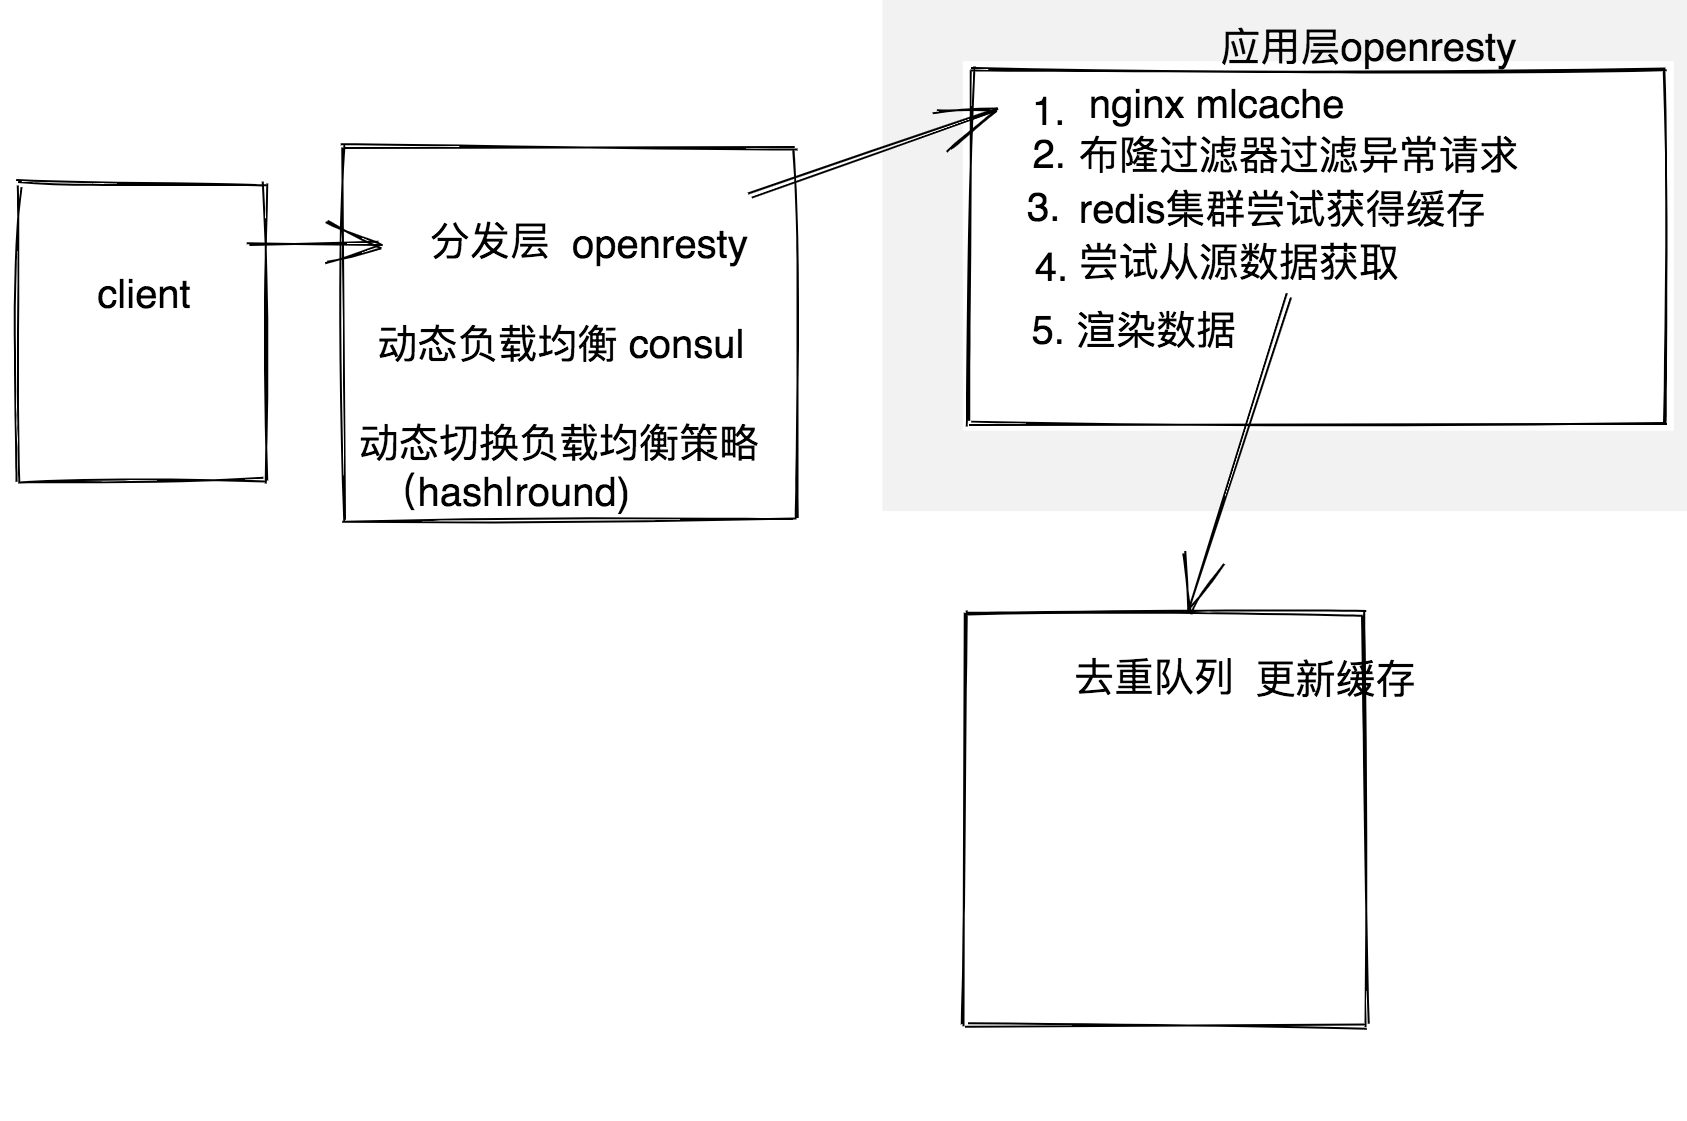 client
分发层 openresty
动态负载均衡 consul
动态切换负载均衡策略
(hashlround)
应用层openresty
1. nginx mlcache
2. 布隆过滤器过滤异常请求
3. redis集群尝试获得缓存
4. 尝试从源数据获取
5. 渲染数据
去重队列 更新缓存